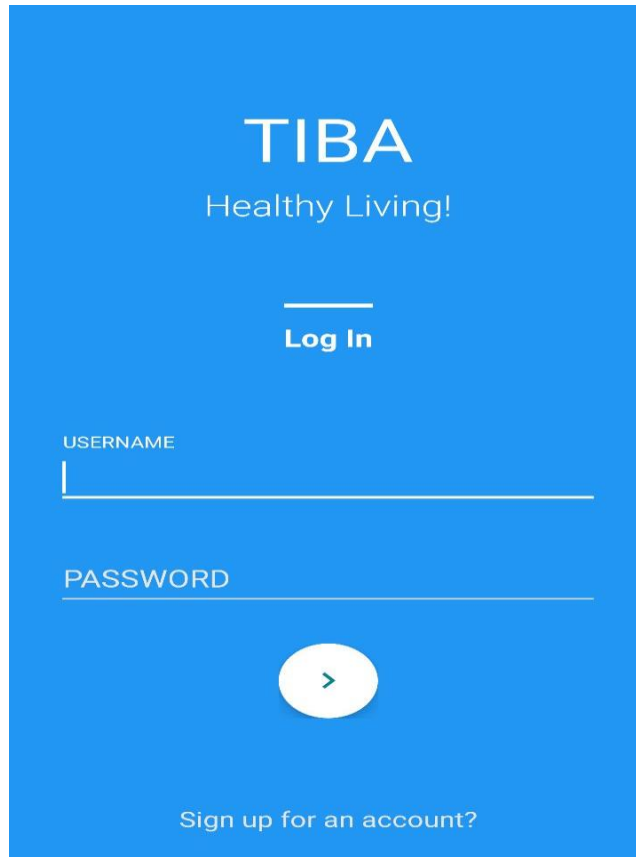 TIBA
Healthy Living!
Log In
USERNAME
PASSWORD
>
Sign up for an account?